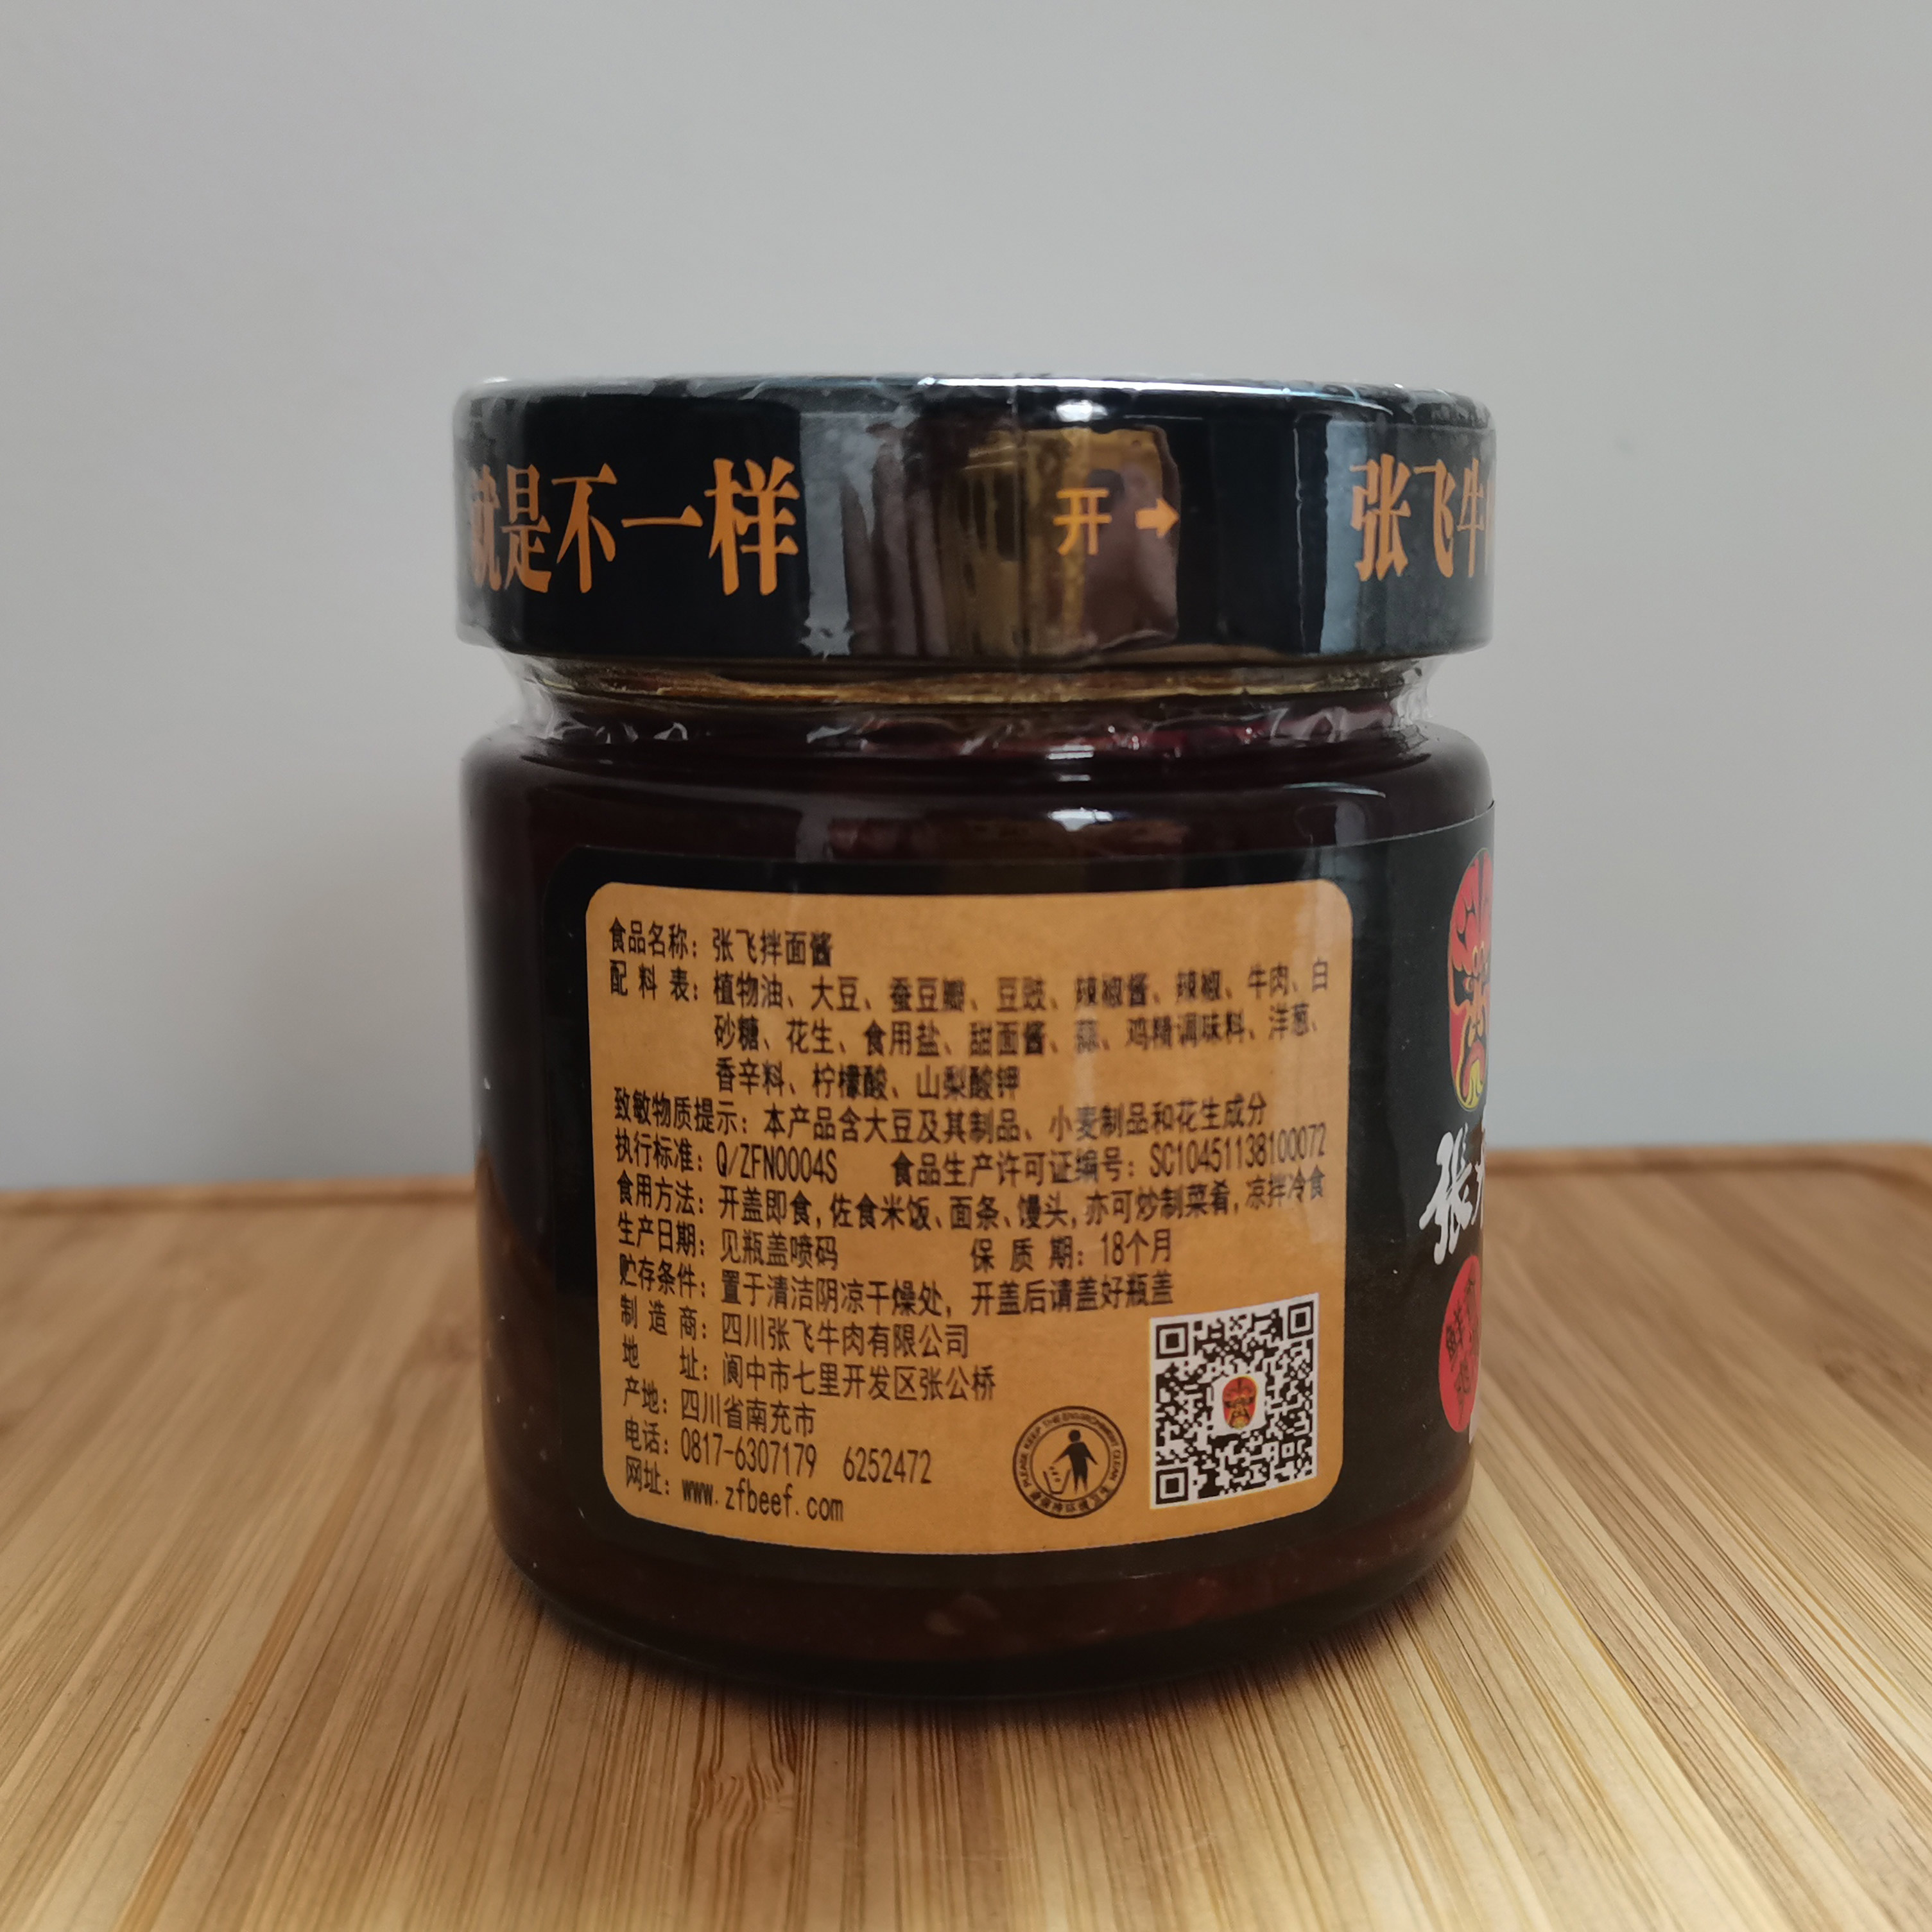 就是不一样
开
张飞牛
食品名称：张飞拌面酱
配料表：植物油、大豆、蚕豆瓣、豆豉、辣椒酱、辣椒、牛肉、白
砂糖、花生、食用盐、甜面酱、蒜、鸡精调味料、洋葱、
香辛料、柠檬酸、山梨酸钾
致敏物质提示：本产品含大豆及其制品、小麦制品和花生成分
执行标准：Q/ZFN0004S 食品生产许可证编号：SC10451138100072
食用方法：开盖即食,佐食米饭、面条、馒头,亦可炒制菜肴,凉拌冷食
生产日期：见瓶盖喷码 保质期：18个月
贮存条件：置于清洁阴凉干燥处，开盖后请盖好瓶盖
制造商：四川张飞牛肉有限公司
地址：阆中市七里开发区张公桥
产地：四川省南充市
电话：0817-6307179 6252472
网址：www.zfbeef.com
PLEASE KEEP THE ENVIRONMENT CLEAN
张